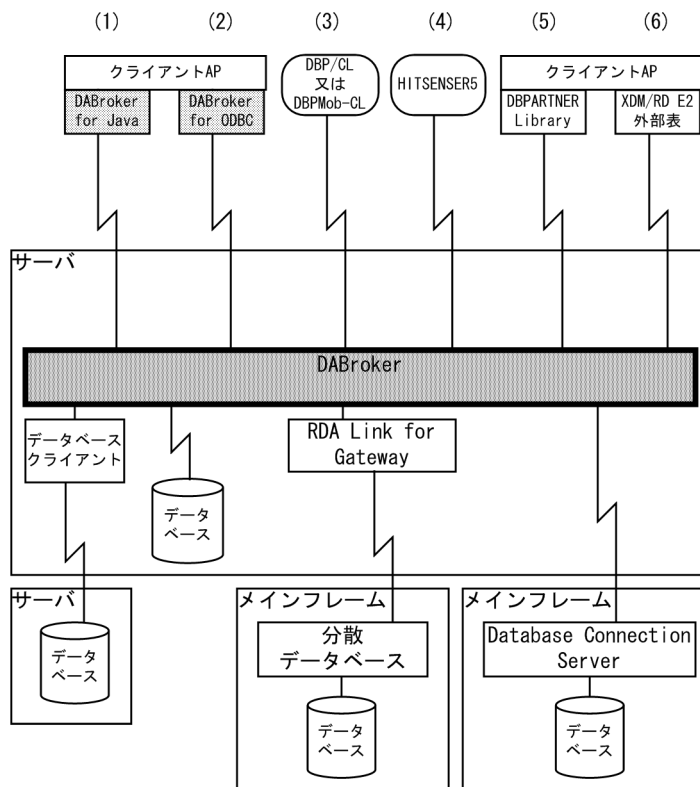 (1)
(2)
(3)
(4)
(5)
(6)
クライアントAP
DABroker
for Java
DABroker
for ODBC
DBP/CL
又は
DBPMob-CL
HITSENSER5
クライアントAP
DBPARTNER
Library
XDM/RD E2
外部表
サーバ
DABroker
データベース
クライアント
データ
ベース
RDA Link for
Gateway
サーバ
データ
ベース
メインフレーム
分散
データベース
データ
ベース
メインフレーム
Database Connection
Server
データ
ベース